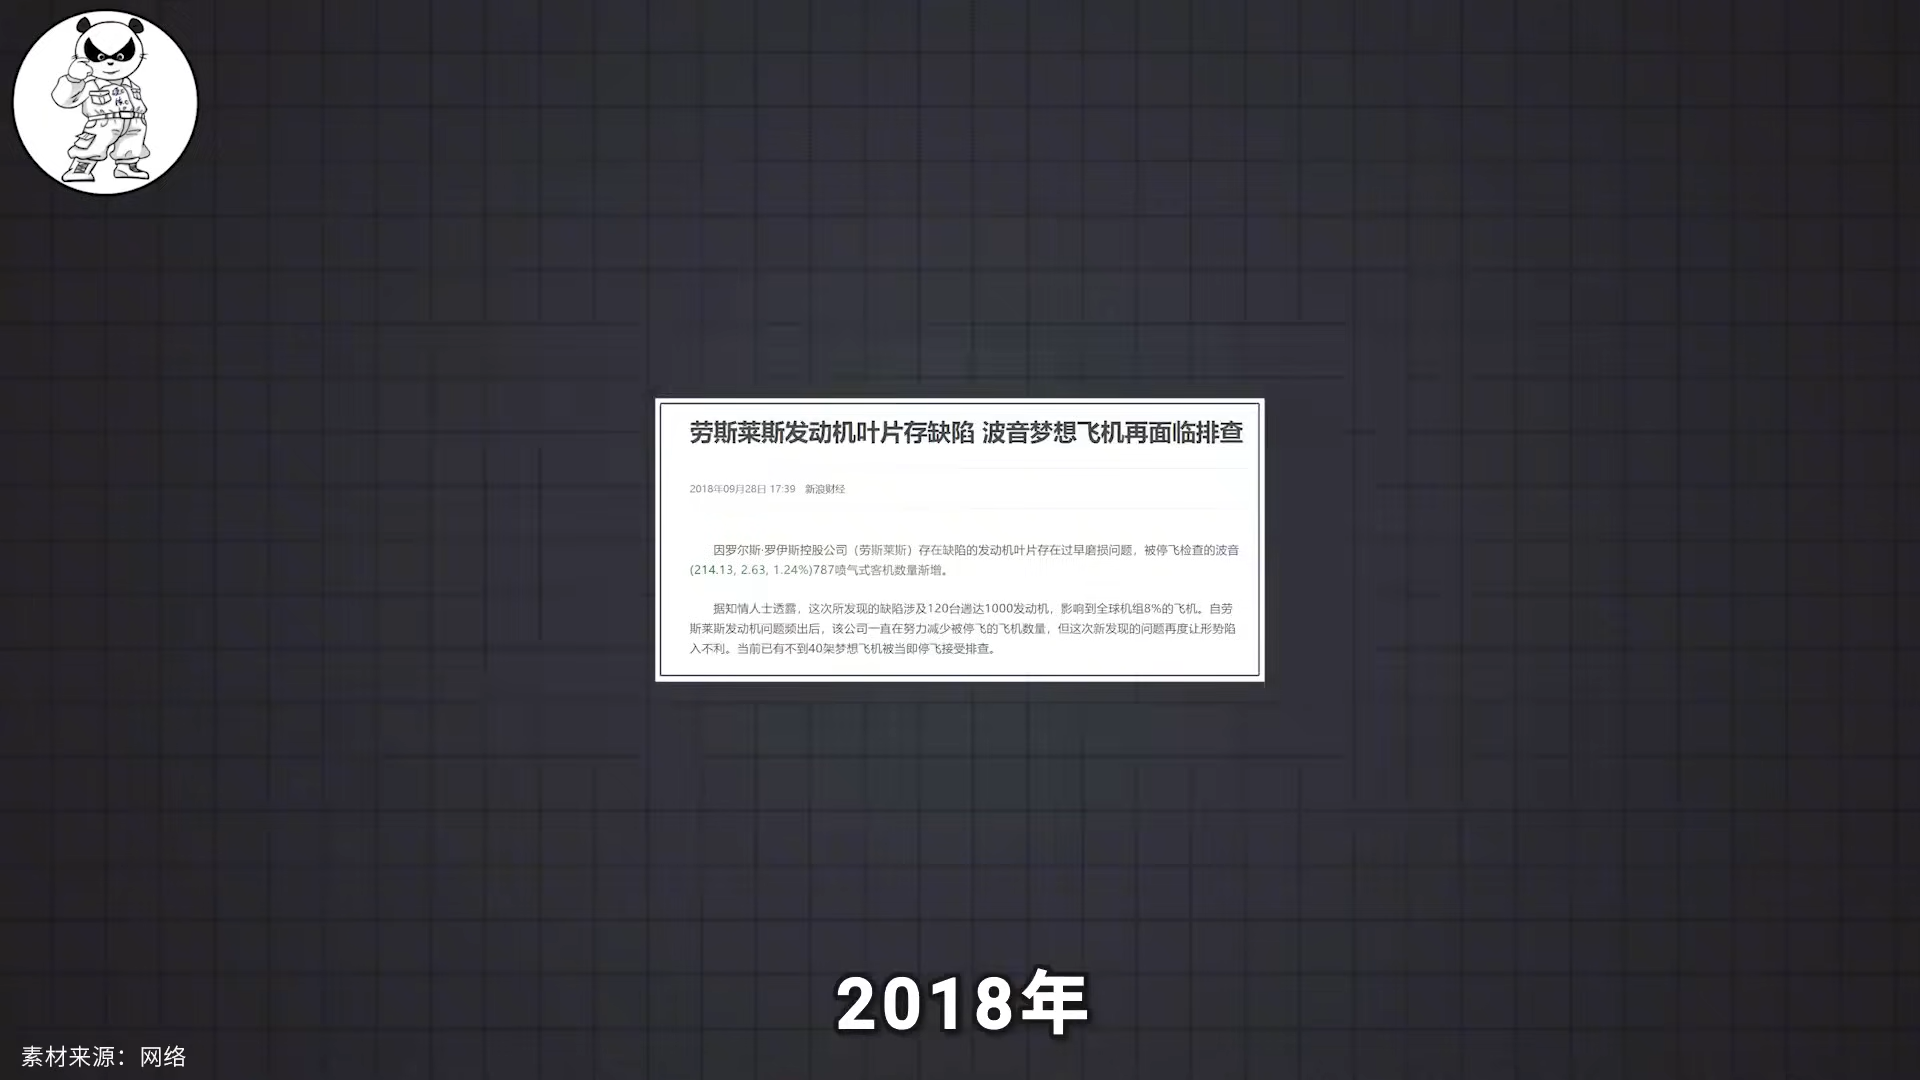 劳斯莱斯发动机叶片存缺陷 波音梦想飞机再面临排查
2018年09月28日 17:39 新浪财经
因罗尔斯·罗伊斯控股公司（劳斯莱斯）存在缺陷的发动机叶片存在过早磨损问题，被停飞检查的波音
(214.13, 2.63, 1.24%)787喷气式客机数量渐增。
据知情人士透露，这次所发现的缺陷涉及120台遄达1000发动机，影响到全球机组8%的飞机。自劳
斯莱斯发动机问题频出后，该公司一直在努力减少被停飞的飞机数量，但这次新发现的问题再度让形势陷
入不利。当前已有不到40架梦想飞机被当即停飞接受排查。
2018年
素材来源：网络